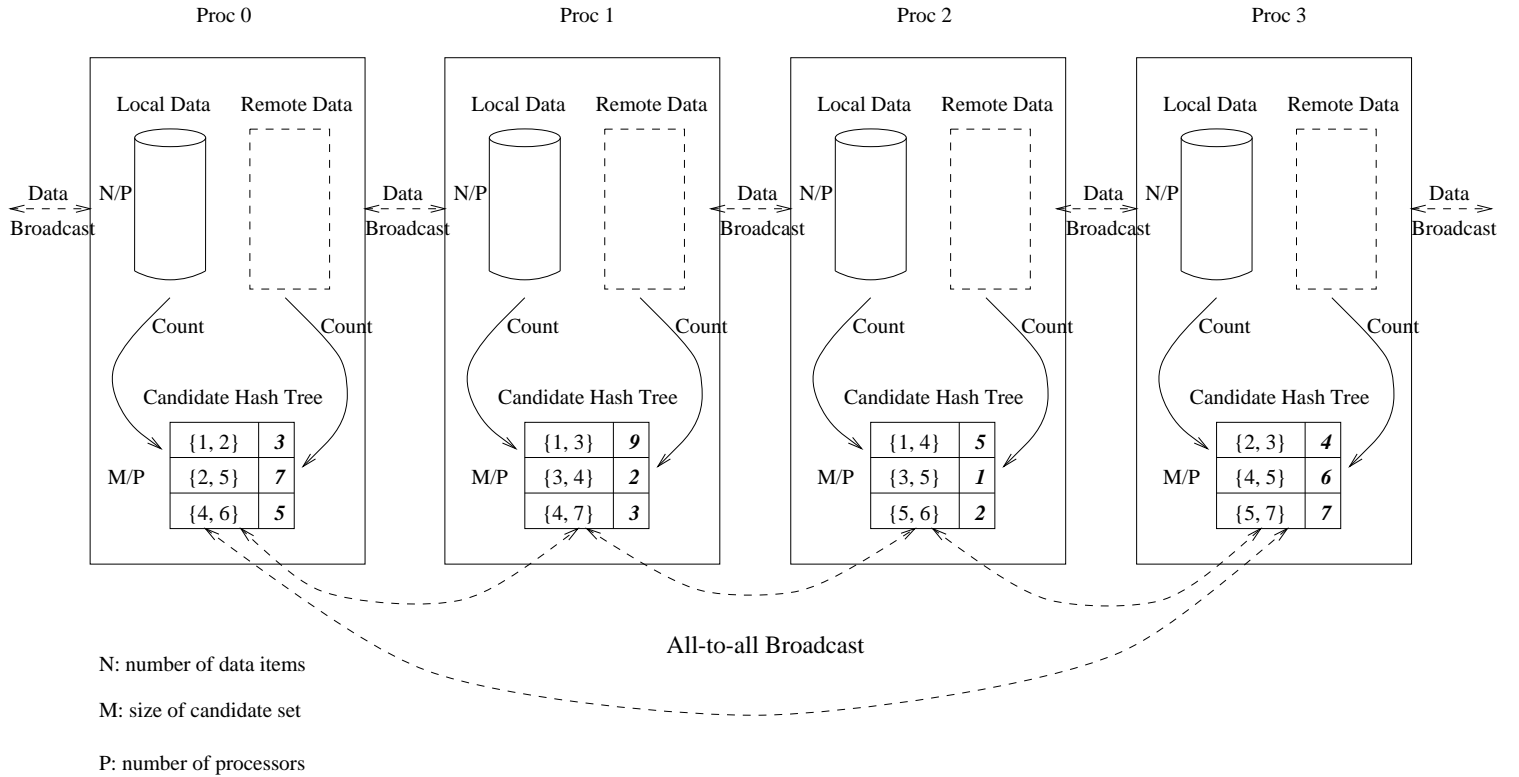 Proc 0
Proc 1
Proc 2
Proc 3
Local Data
Remote Data
Local Data
Remote Data
Local Data
Remote Data
Local Data
Remote Data
Data
Broadcast
N/P
Data
Broadcast
N/P
Data
Broadcast
N/P
Data
Broadcast
N/P
Data
Broadcast
Count
Count
Count
Count
Count
Count
Count
Count
Candidate Hash Tree
Candidate Hash Tree
Candidate Hash Tree
Candidate Hash Tree
M/P
{1, 2} 3
{2, 5} 7
{4, 6} 5
M/P
{1, 3} 9
{3, 4} 2
{4, 7} 3
M/P
{1, 4} 5
{3, 5} 1
{5, 6} 2
M/P
{2, 3} 4
{4, 5} 6
{5, 7} 7
All-to-all Broadcast
N: number of data items
M: size of candidate set
P: number of processors